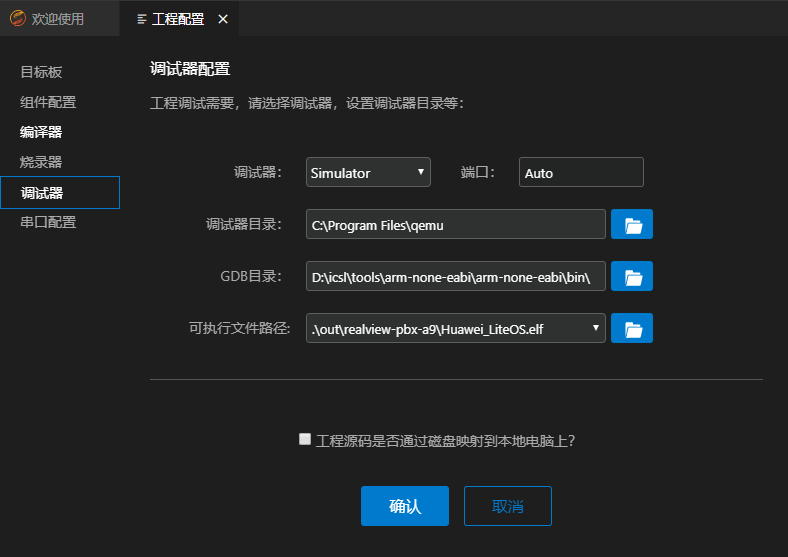 欢迎使用
工程配置
目标板
组件配置
编译器
烧录器
调试器
串口配置
调试器配置
工程调试需要，请选择调试器，设置调试器目录等：
调试器： Simulator 端口： Auto
调试器目录： C:\Program Files\qemu
GDB目录： D:\icsl\tools\arm-none-eabi\arm-none-eabi\bin\
可执行文件路径: .\out\realview-pbx-a9\Huawei_LiteOS.elf
工程源码是否通过磁盘映射到本地电脑上?
确认 取消